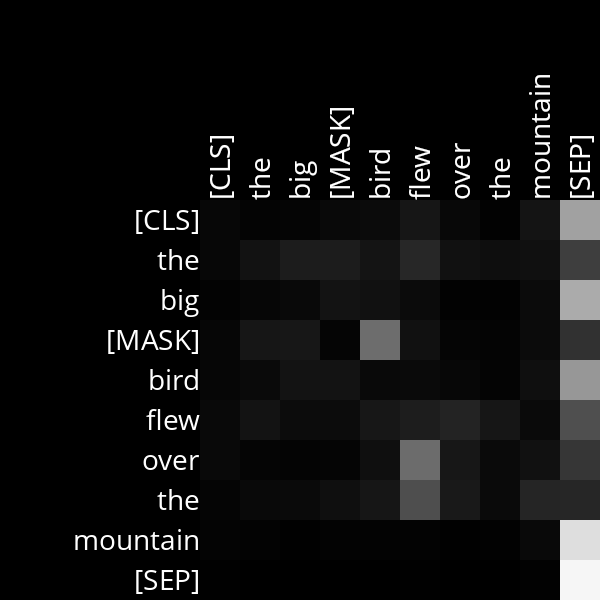 [CLS] the big [MASK] bird flew over the mountain [SEP]
[CLS]
the
big
[MASK]
bird
flew
over
the
mountain
[SEP]